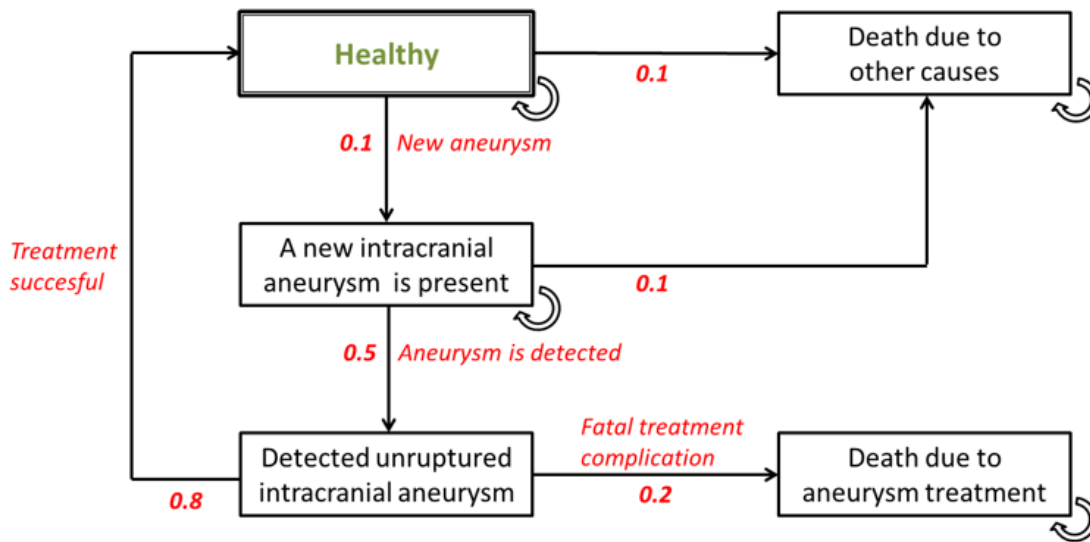 Healthy
0.1
Death due to
other causes
0.1 New aneurysm
Treatment
succesful
A new intracranial
aneurysm is present
0.1
0.5 Aneurysm is detected
Detected unruptured
intracranial aneurysm
0.8
Fatal treatment
complication
0.2
Death due to
aneurysm treatment